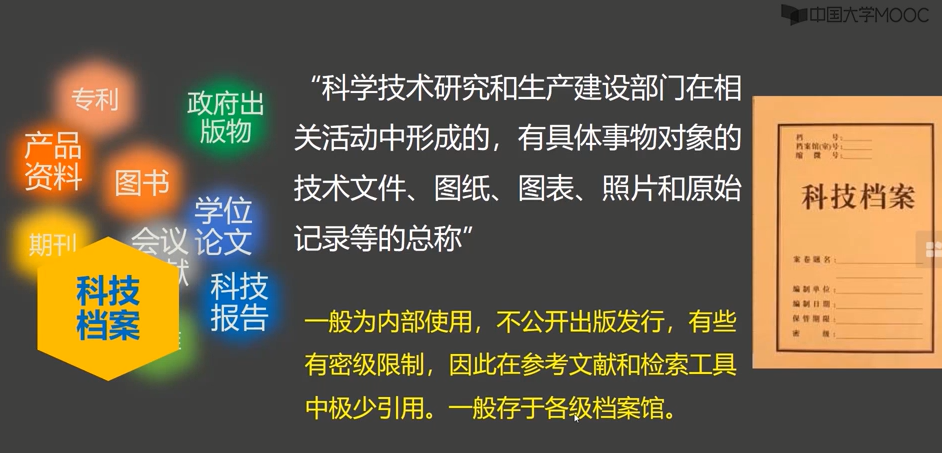 中国大学MOOC
专利
政府出
版物
产品
资料
图书
学位
论文
期刊
会议
献
科技
档案
科技
报告
“科学技术研究和生产建设部门在相
关活动中形成的，有具体事物对象的
技术文件、图纸、图表、照片和原始
记录等的总称”
一般为内部使用，不公开出版发行，有些
有密级限制，因此在参考文献和检索工具
中极少引用。一般存于各级档案馆。
档 号：
档案馆(室)号：
缩 微 号：
科技档案
案卷题名：
编制单位：
编制日期：
保管期限：
密 级：